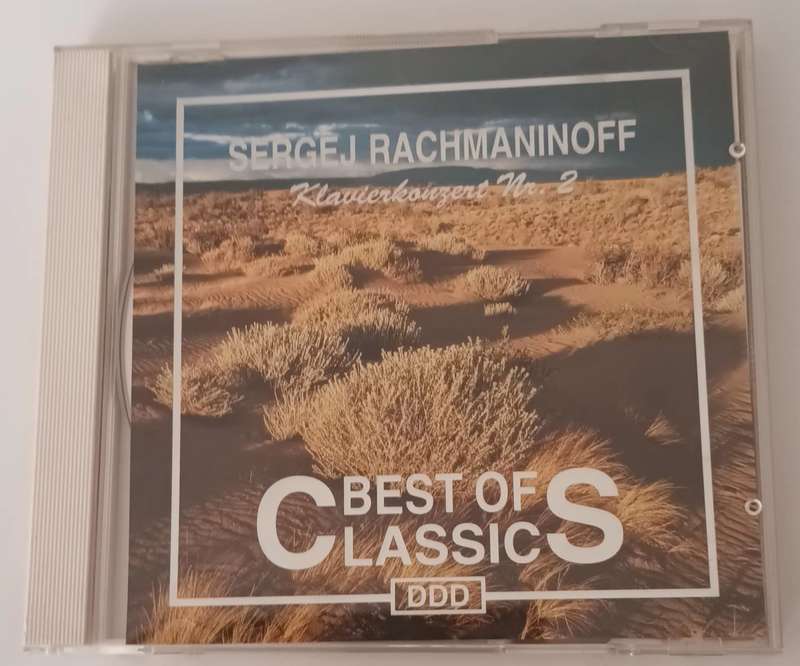 SERGEJ RACHMANINOFF
Klavierkonzert Nr. 2
BEST OF
CLASSICS
DDD